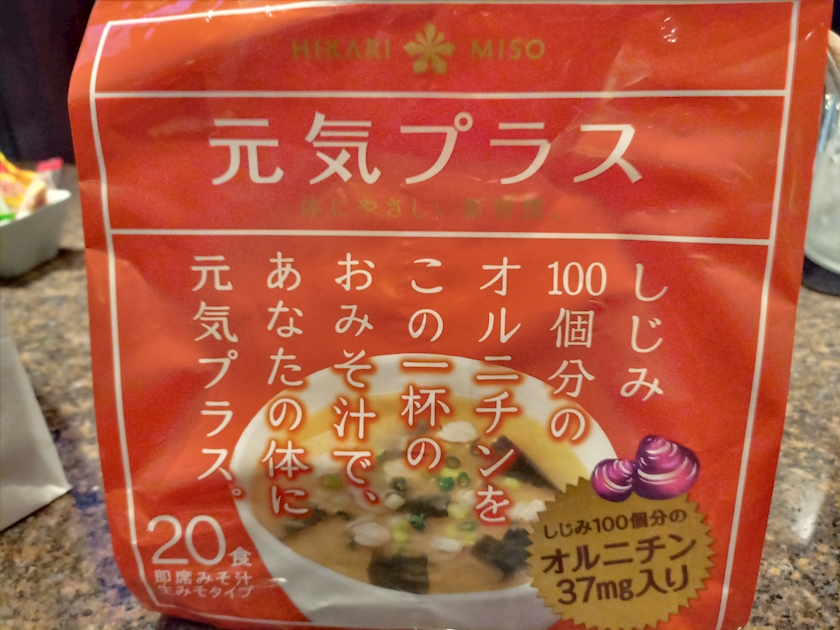 HIKARI MISO
元気プラス
体にやさしい新習慣。
しじみ
100個分の
オルニチンを
この一杯の
おみそ汁で、
あなたの体に
元気プラス。
20食
即席みそ汁
生みそタイプ
しじみ100個分の
オルニチン
37mg入り